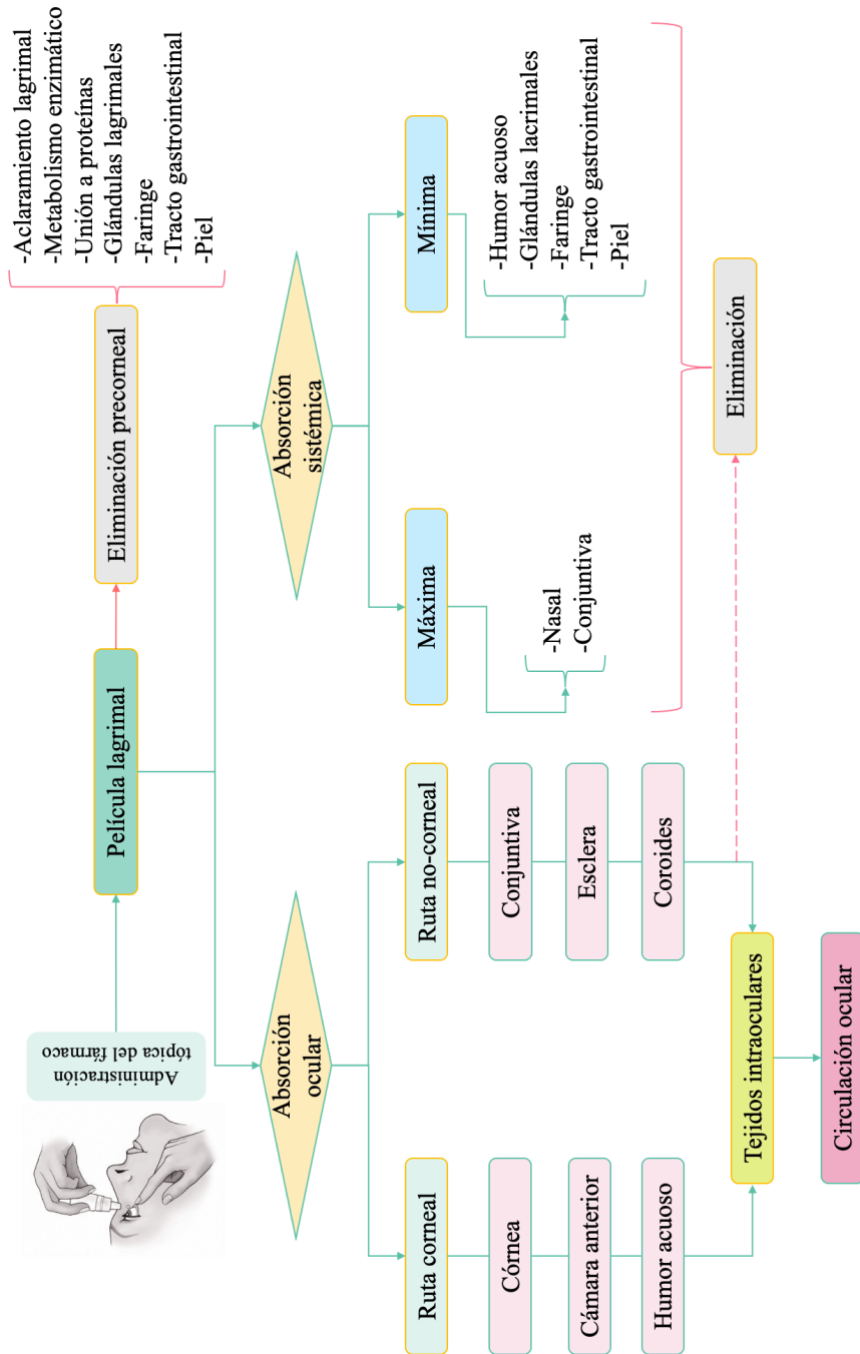 Administración
tópica del fármaco
Película lagrimal
Eliminación precorneal
-Aclaramiento lagrimal
-Metabolismo enzimático
-Unión a proteínas
-Glándulas lagrimales
-Faringe
-Tracto gastrointestinal
-Piel
Absorción
ocular
Absorción
sistémica
Ruta corneal
Ruta no-corneal
Máxima
Mínima
Córnea
Cámara anterior
Humor acuoso
Conjuntiva
Esclera
Coroides
-Nasal
-Conjuntiva
-Humor acuoso
-Glándulas lacrimales
-Faringe
-Tracto gastrointestinal
-Piel
Tejidos intraoculares
Eliminación
Circulación ocular